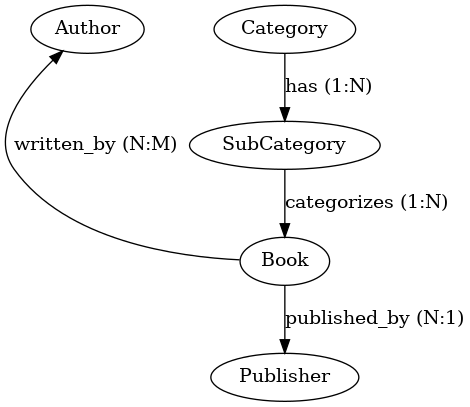 Author
Category
has (1:N)
written_by (N:M)
SubCategory
categorizes (1:N)
Book
published_by (N:1)
Publisher